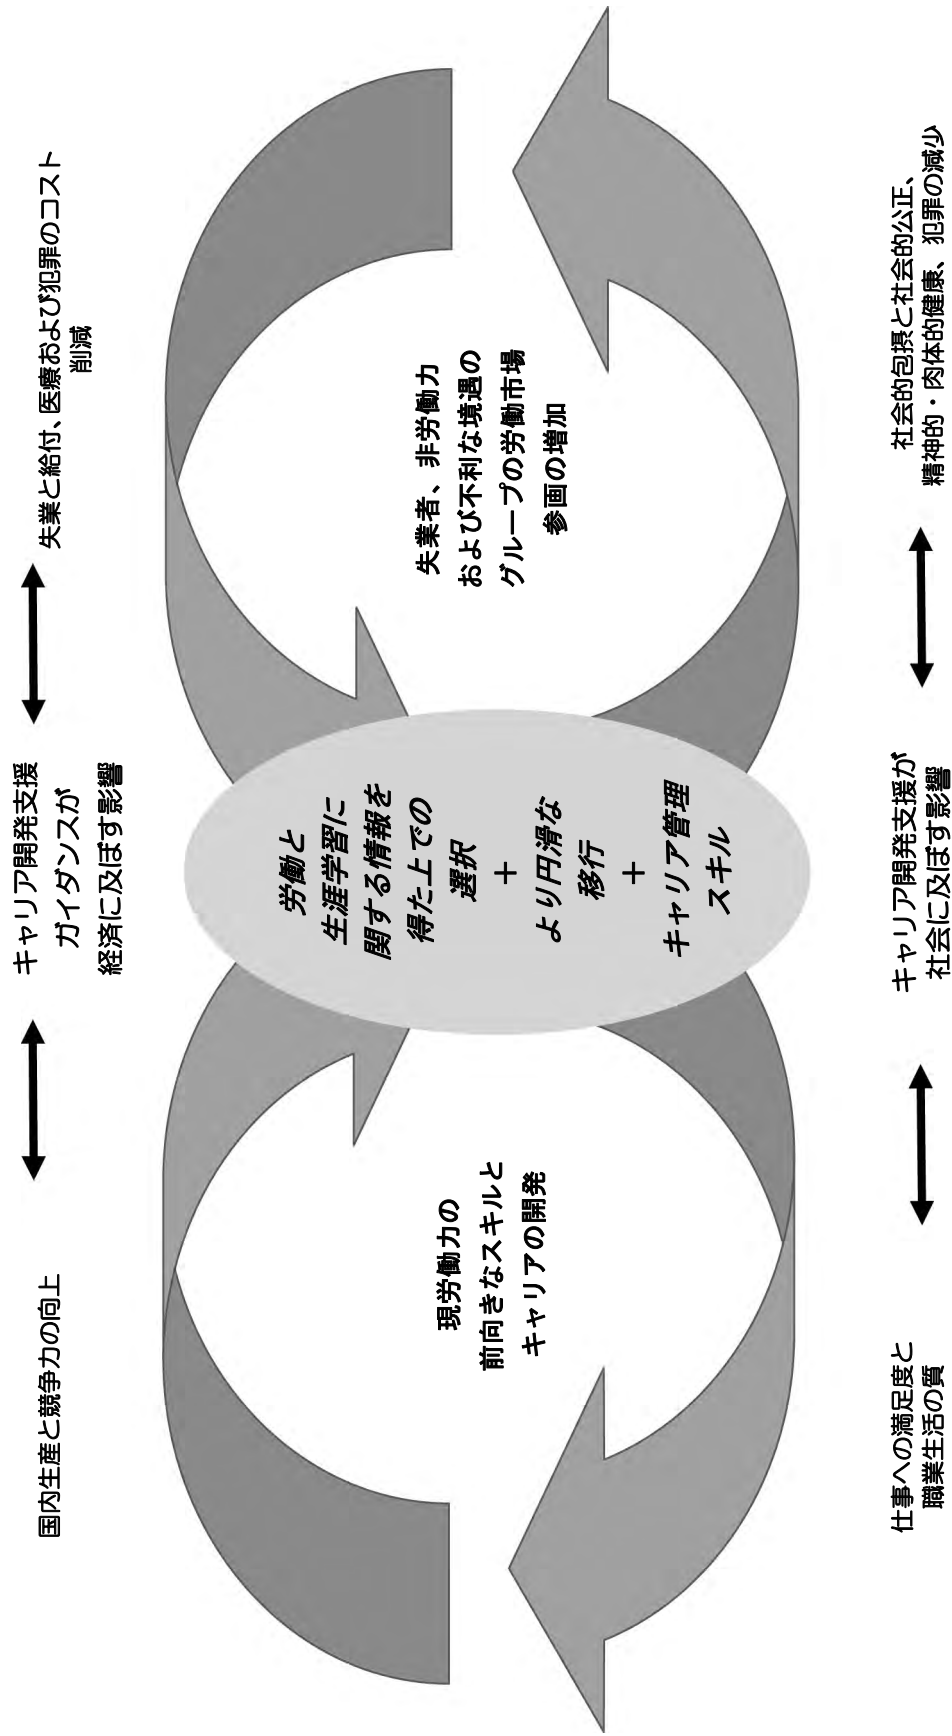 国内生産と競争力の向上
キャリア開発支援
ガイダンスが
経済に及ぼす影響
失業と給付、医療および犯罪のコスト
削減
現労働力の
前向きなスキルと
キャリアの開発
労働と
生涯学習に
関する情報を
得た上での
選択
+
より円滑な
移行
+
キャリア管理
スキル
失業者、非労働力
および不利な境遇の
グループの労働市場
参画の増加
仕事への満足度と
職業生活の質
キャリア開発支援が
社会に及ぼす影響
社会的包摂と社会的公正、
精神的・肉体的健康、犯罪の減少